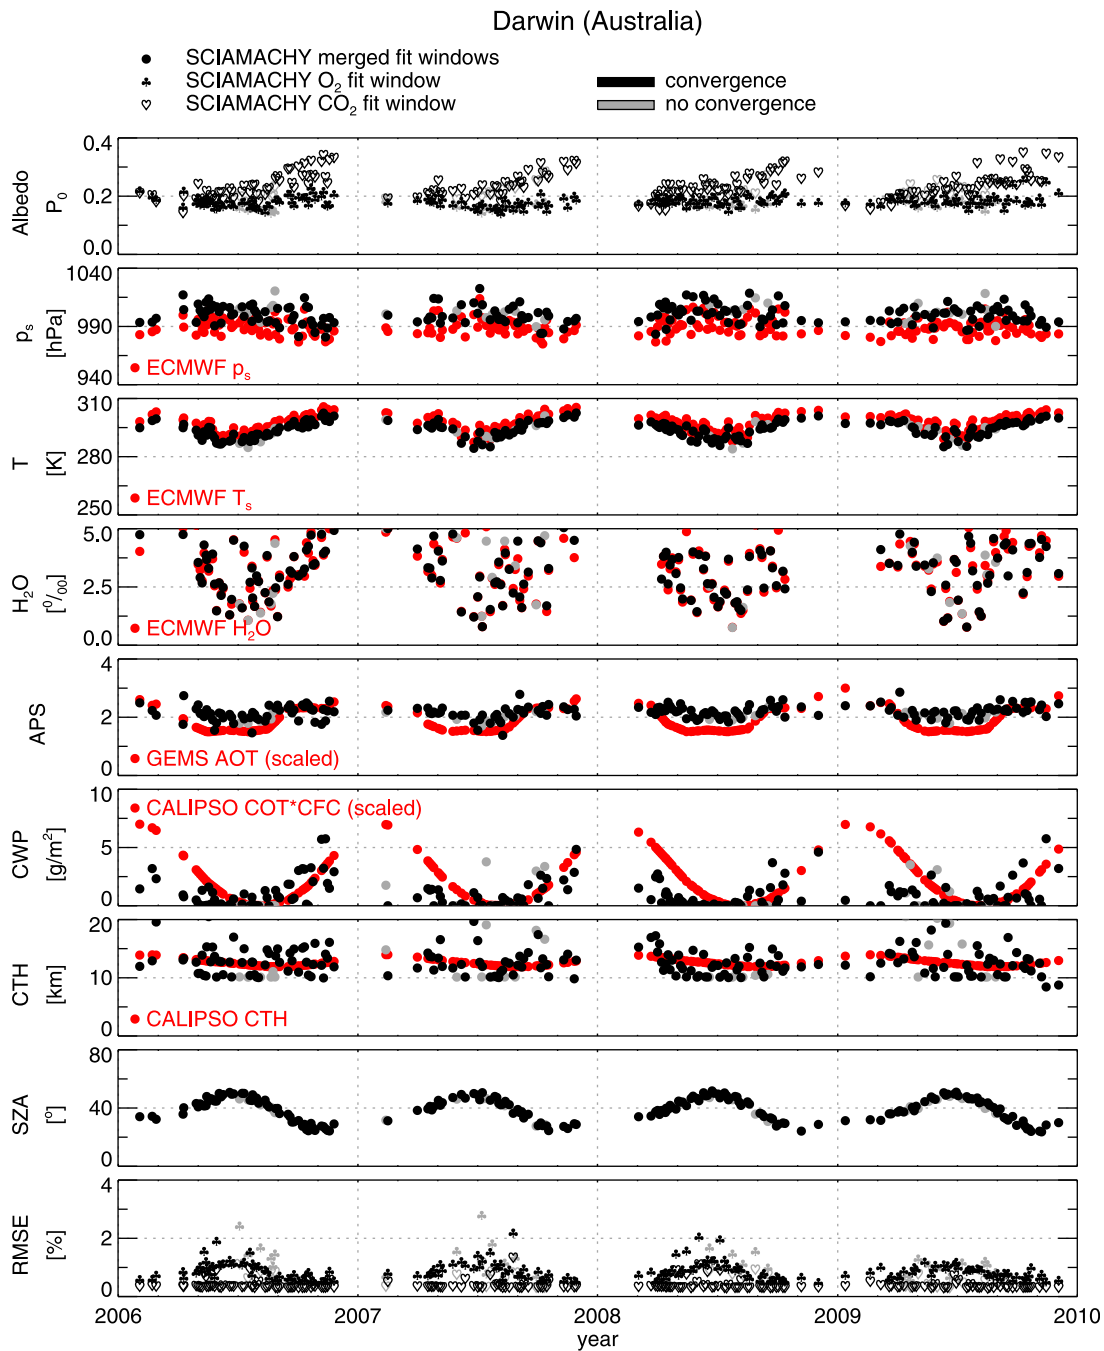 Darwin (Australia)
● SCIAMACHY merged fit windows
♣ SCIAMACHY O₂ fit window
convergence
♡ SCIAMACHY CO₂ fit window
no convergence
Albedo
P₀
0.4
0.2
0.0
pₛ
[hPa]
1040
990
940
ECMWF pₛ
T
[K]
310
280
250
ECMWF Tₛ
H₂O
[⁰/₀₀]
5.0
2.5
0.0
ECMWF H₂O
APS
4
2
0
GEMS AOT (scaled)
CWP
[g/m²]
10
5
0
CALIPSO COT*CFC (scaled)
CTH
[km]
20
10
0
CALIPSO CTH
SZA
[°]
80
40
0
RMSE
[%]
4
2
0
2006 2007 2008 2009 2010
year